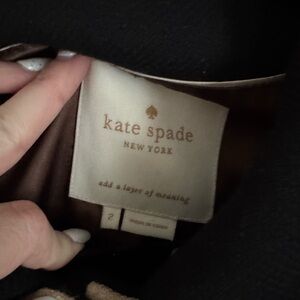 kate spade
NEW YORK
add a layer of meaning
2